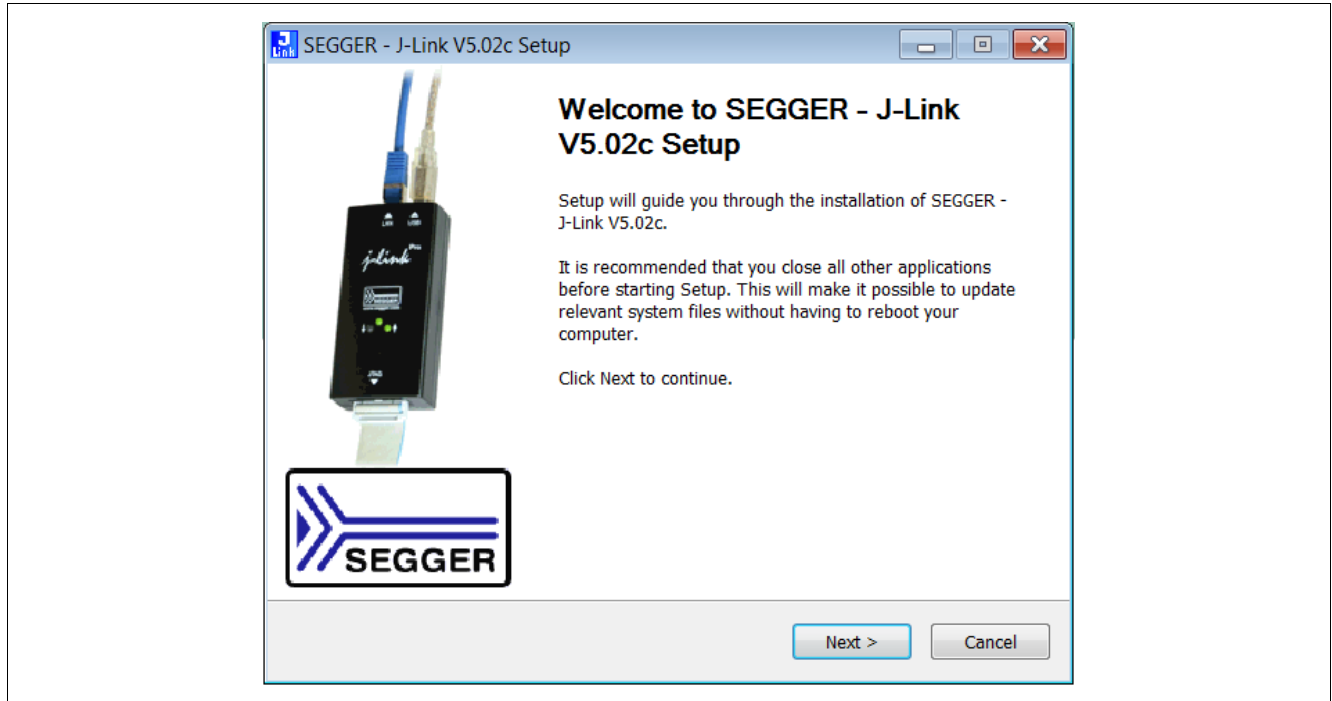 J
Link
SEGGER - J-Link V5.02c Setup
Welcome to SEGGER - J-Link
V5.02c Setup
Setup will guide you through the installation of SEGGER -
J-Link V5.02c.
It is recommended that you close all other applications
before starting Setup. This will make it possible to update
relevant system files without having to reboot your
computer.
Click Next to continue.
j-link
SEGGER
Next >
Cancel